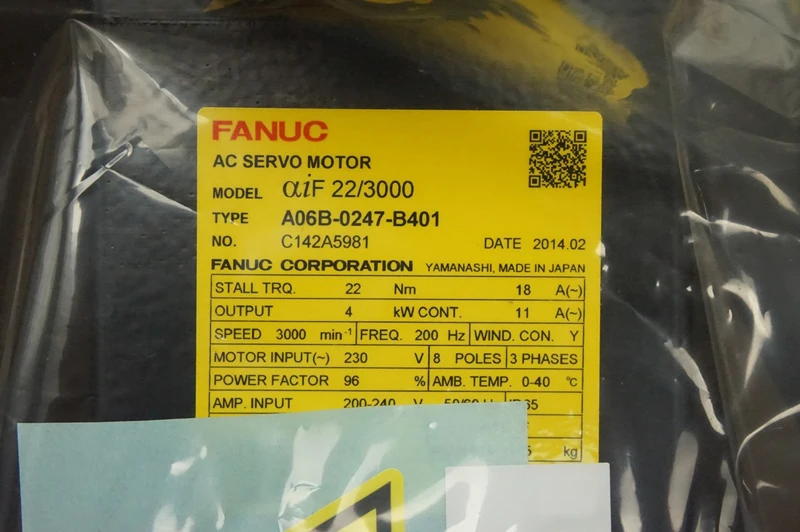 FANUC
AC SERVO MOTOR
MODEL αiF 22/3000
TYPE A06B-0247-B401
NO. C142A5981 DATE 2014.02
FANUC CORPORATION YAMANASHI, MADE IN JAPAN
STALL TRQ. 22 Nm 18 A(~)
OUTPUT 4 kW CONT. 11 A(~)
SPEED 3000 min⁻¹ FREQ. 200 Hz WIND. CON. Y
MOTOR INPUT(~) 230 V 8 POLES 3 PHASES
POWER FACTOR 96 % AMB. TEMP. 0-40 ℃
AMP. INPUT 200-240 V
kg